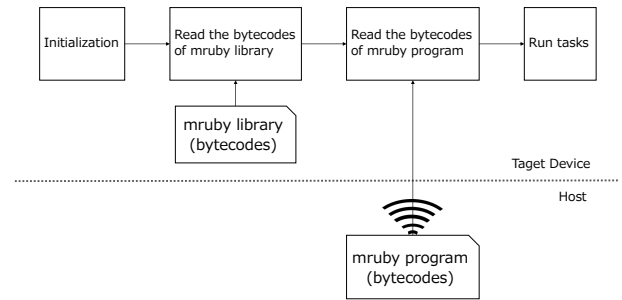 Initialization
Read the bytecodes
of mruby library
Read the bytecodes
of mruby program
Run tasks
mruby library
(bytecodes)
Taget Device
Host
mruby program
(bytecodes)